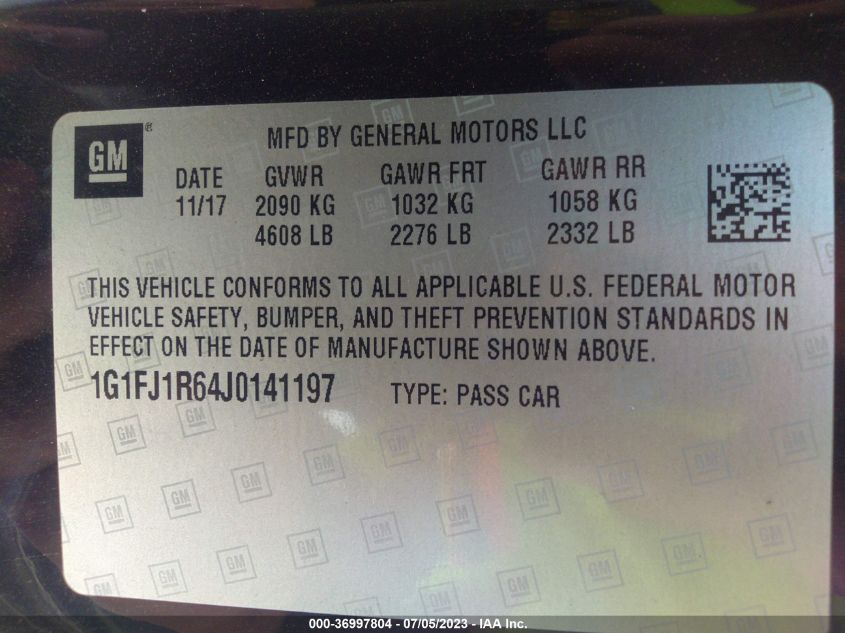 GM ®
MFD BY GENERAL MOTORS LLC
DATE GVWR GAWR FRT GAWR RR
11/17 2090 KG 1032 KG 1058 KG
4608 LB 2276 LB 2332 LB
THIS VEHICLE CONFORMS TO ALL APPLICABLE U.S. FEDERAL MOTOR
VEHICLE SAFETY, BUMPER, AND THEFT PREVENTION STANDARDS IN
EFFECT ON THE DATE OF MANUFACTURE SHOWN ABOVE.
1G1FJ1R64J0141197 TYPE: PASS CAR
000-36997804 - 07/05/2023 - IAA Inc.